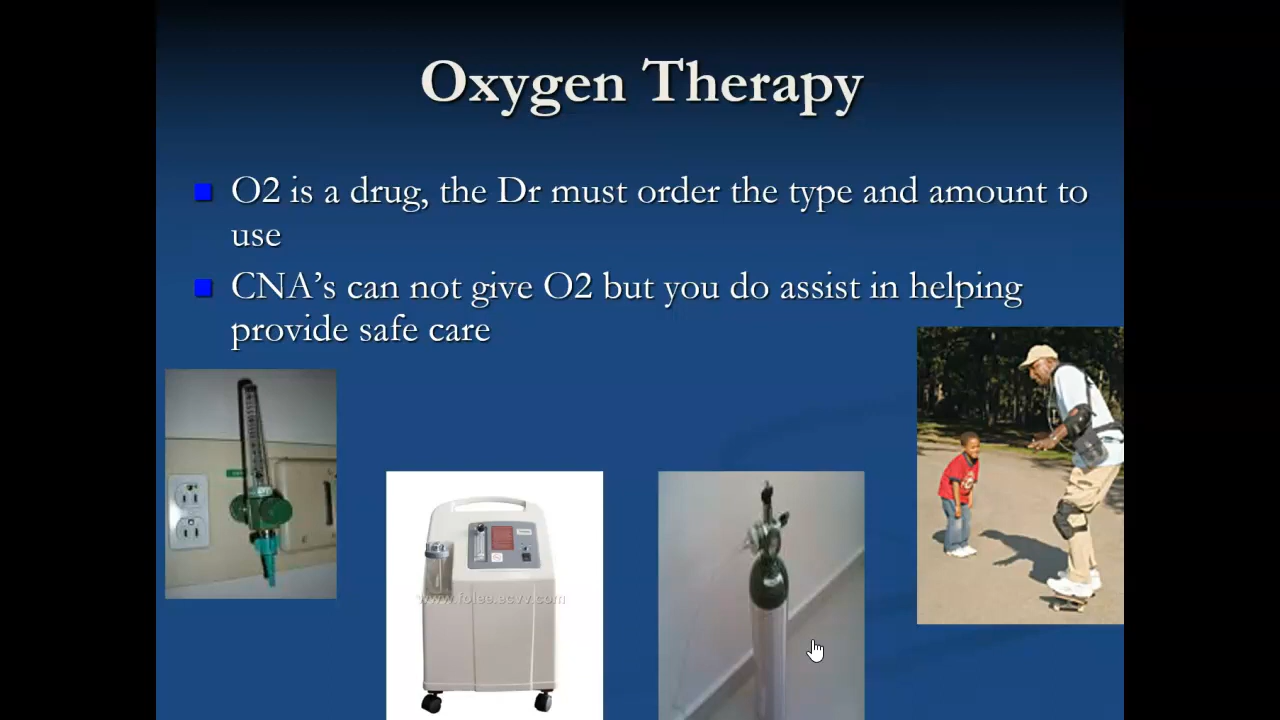 Oxygen Therapy
O2 is a drug, the Dr must order the type and amount to
use
CNA’s can not give O2 but you do assist in helping
provide safe care
www.folee.ecvv.com